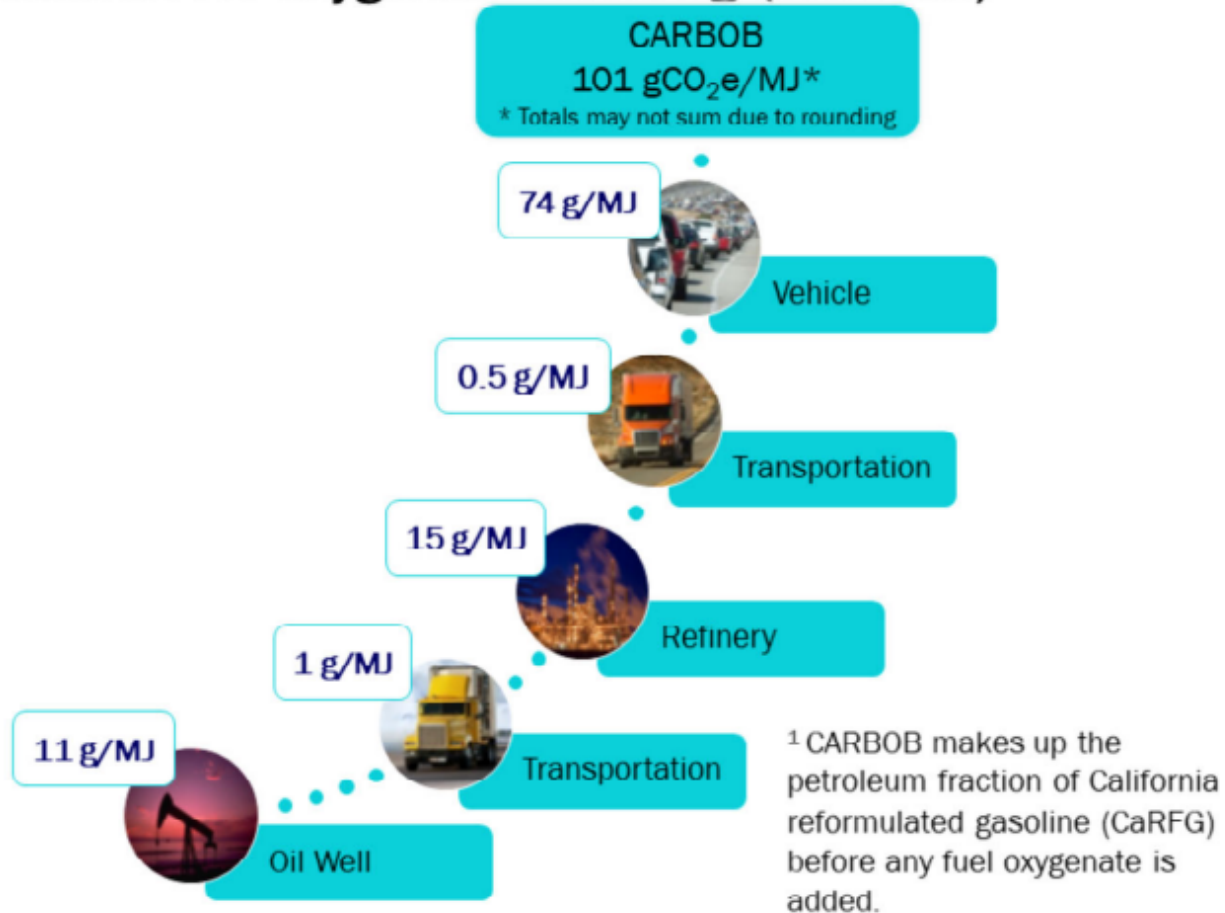 CARBOB
101 gCO₂e/MJ*
* Totals may not sum due to rounding
74 g/MJ
Vehicle
0.5 g/MJ
Transportation
15 g/MJ
Refinery
1 g/MJ
Transportation
11 g/MJ
Oil Well
¹ CARBOB makes up the
petroleum fraction of California
reformulated gasoline (CaRFG)
before any fuel oxygenate is
added.